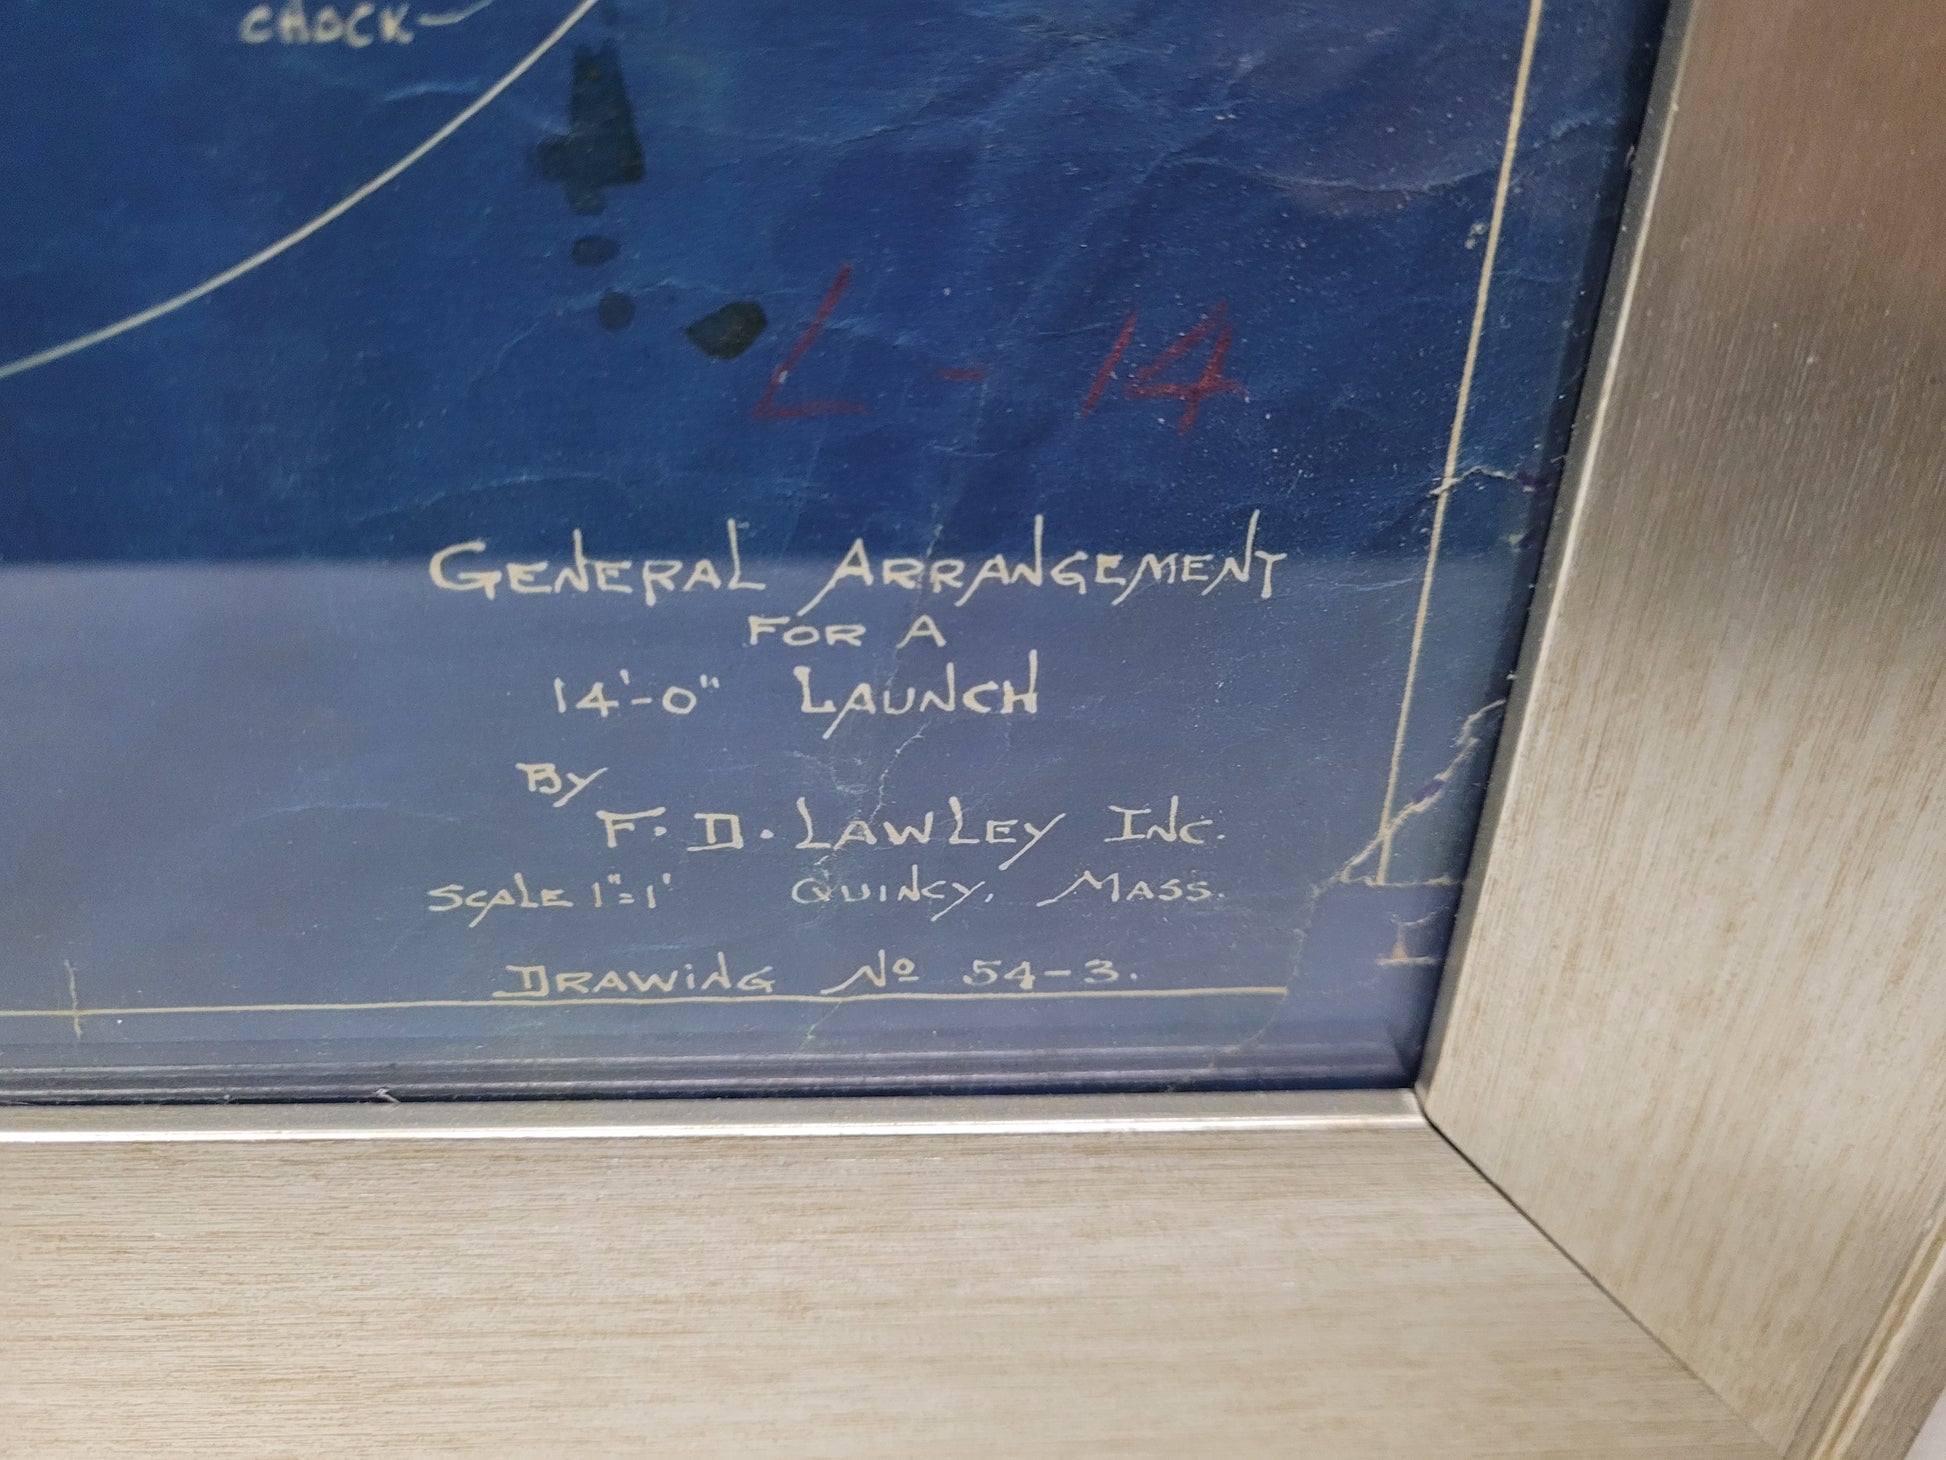 CHOCK
L - 14
GENERAL ARRANGEMENT
FOR A
14'-0" LAUNCH
By
F. D. LAWLEY INC.
SCALE 1"=1' QUINCY, MASS.
DRAWING Nº 54-3.